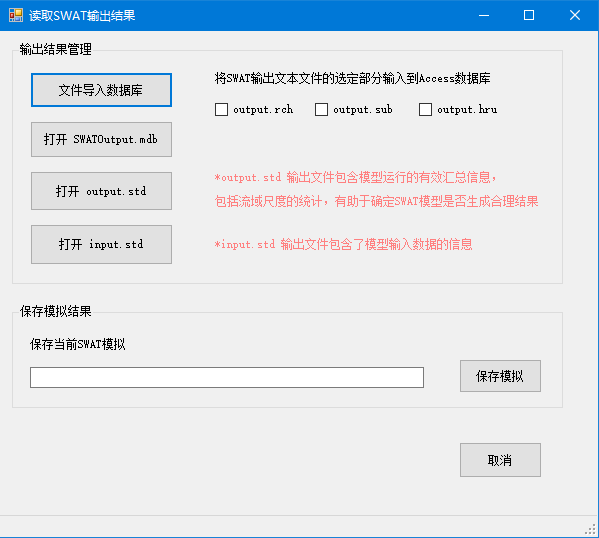 读取SWAT输出结果
输出结果管理
文件导入数据库
将SWAT输出文本文件的选定部分输入到Access数据库
output.rch output.sub output.hru
打开 SWATOutput.mdb
打开 output.std
*output.std 输出文件包含模型运行的有效汇总信息，
包括流域尺度的统计，有助于确定SWAT模型是否生成合理结果
打开 input.std
*input.std 输出文件包含了模型输入数据的信息
保存模拟结果
保存当前SWAT模拟
保存模拟
取消